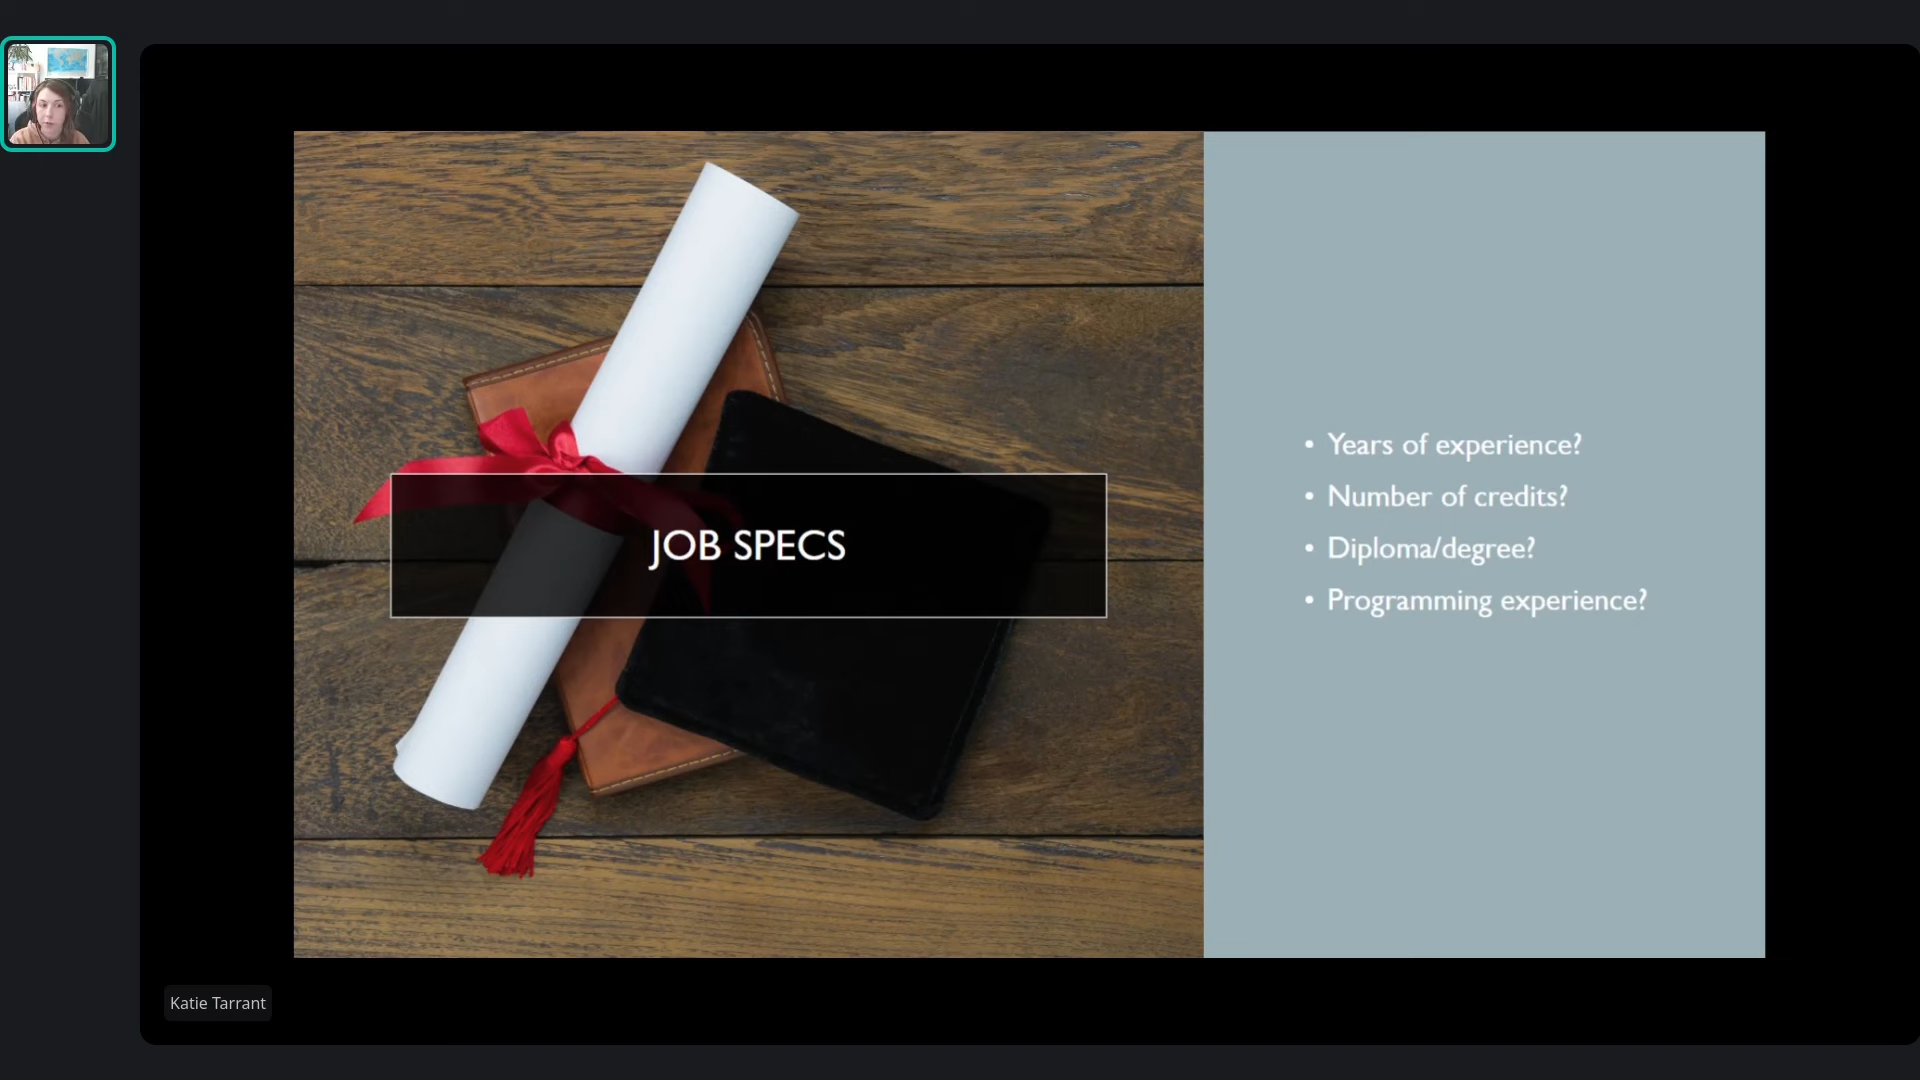 JOB SPECS
• Years of experience?
• Number of credits?
• Diploma/degree?
• Programming experience?
Katie Tarrant